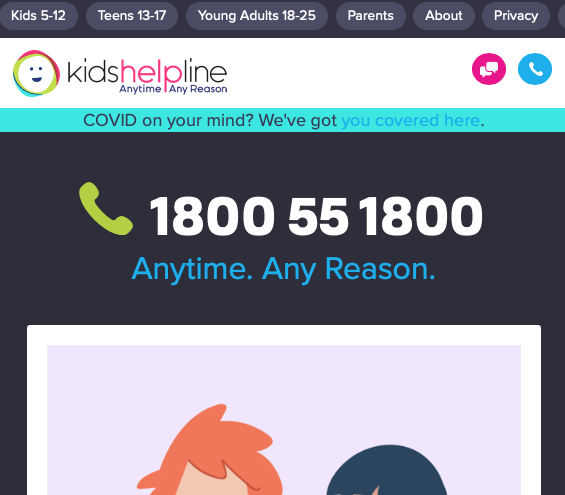 Kids 5-12 Teens 13-17 Young Adults 18-25 Parents About Privacy
kidshelpline
Anytime Any Reason
COVID on your mind? We've got you covered here.
1800 55 1800
Anytime. Any Reason.